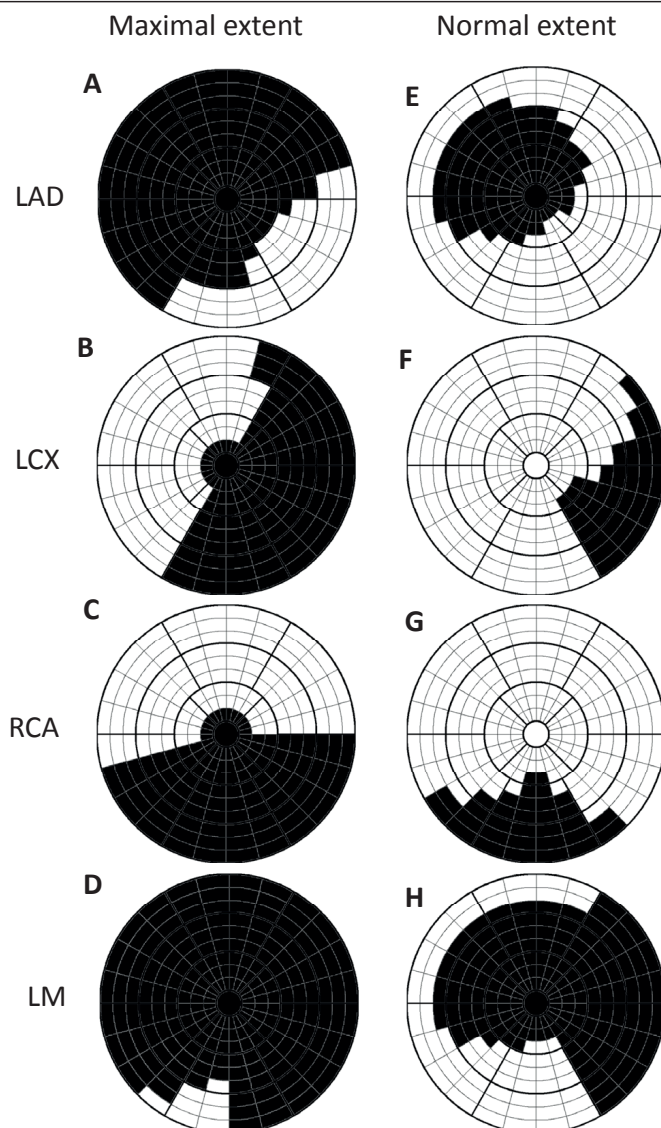 Maximal extent Normal extent
A E
LAD
B F
LCX
C G
RCA
D H
LM